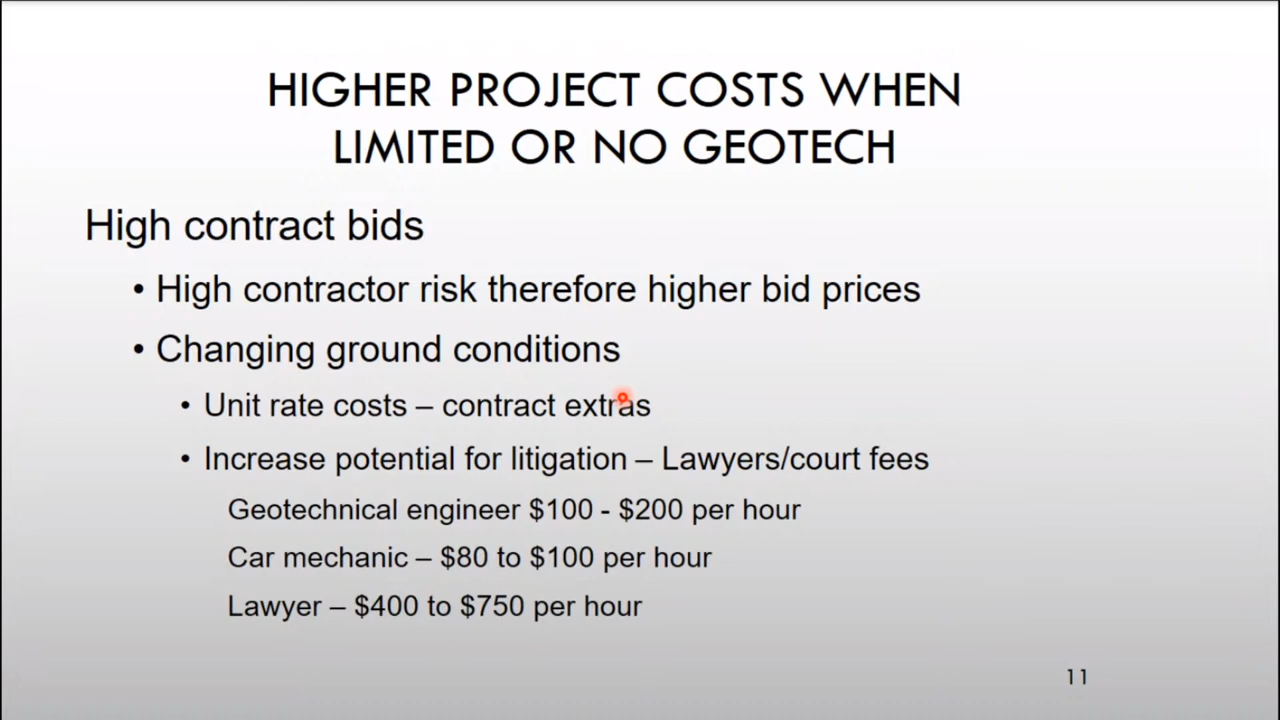 HIGHER PROJECT COSTS WHEN
LIMITED OR NO GEOTECH
High contract bids
• High contractor risk therefore higher bid prices
• Changing ground conditions
• Unit rate costs – contract extras
• Increase potential for litigation – Lawyers/court fees
Geotechnical engineer $100 - $200 per hour
Car mechanic – $80 to $100 per hour
Lawyer – $400 to $750 per hour
11